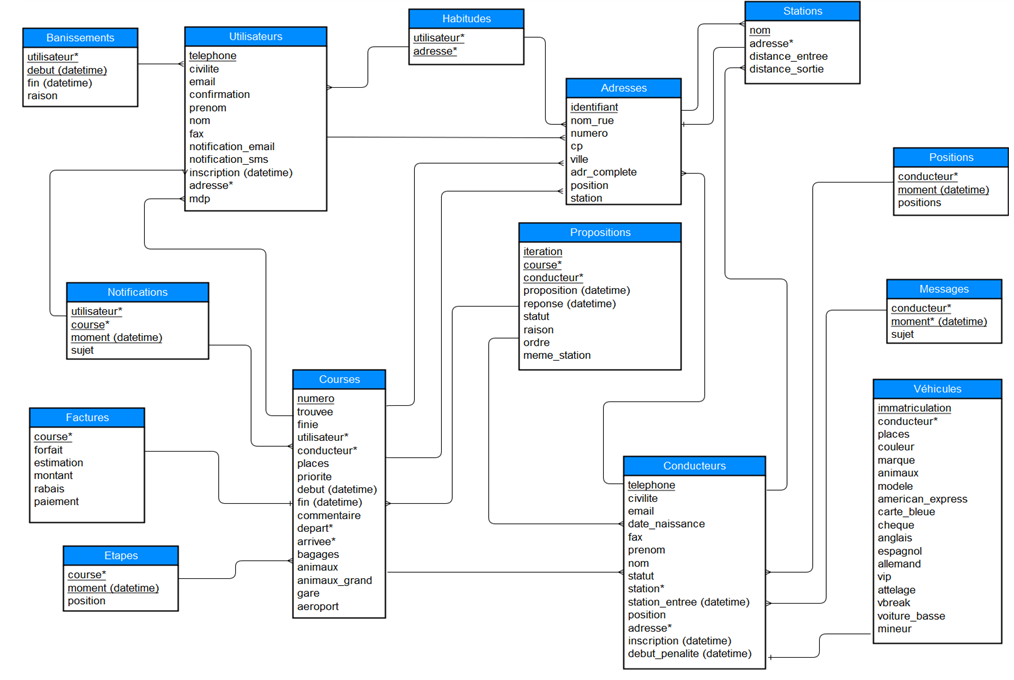 Banissements
utilisateur*
debut (datetime)
fin (datetime)
raison
Utilisateurs
telephone
civilite
email
confirmation
prenom
nom
fax
notification_email
notification_sms
inscription (datetime)
adresse*
mdp
Habitudes
utilisateur*
adresse*
Stations
nom
adresse*
distance_entree
distance_sortie
Adresses
identifiant
nom_rue
numero
cp
ville
adr_complete
position
station
Positions
conducteur*
moment (datetime)
positions
Propositions
iteration
course*
conducteur*
proposition (datetime)
reponse (datetime)
statut
raison
ordre
meme_station
Notifications
utilisateur*
course*
moment (datetime)
sujet
Messages
conducteur*
moment* (datetime)
sujet
Courses
numero
trouvee
finie
utilisateur*
conducteur*
places
priorite
debut (datetime)
fin (datetime)
commentaire
depart*
arrivee*
bagages
animaux
animaux_grand
gare
aeroport
Factures
course*
forfait
estimation
montant
rabais
paiement
Etapes
course*
moment (datetime)
position
Conducteurs
telephone
civilite
email
date_naissance
fax
prenom
nom
statut
station*
station_entree (datetime)
position
adresse*
inscription (datetime)
debut_penalite (datetime)
Véhicules
immatriculation
conducteur*
places
couleur
marque
animaux
modele
american_express
carte_bleue
cheque
anglais
espagnol
allemand
vip
attelage
vbreak
voiture_basse
mineur